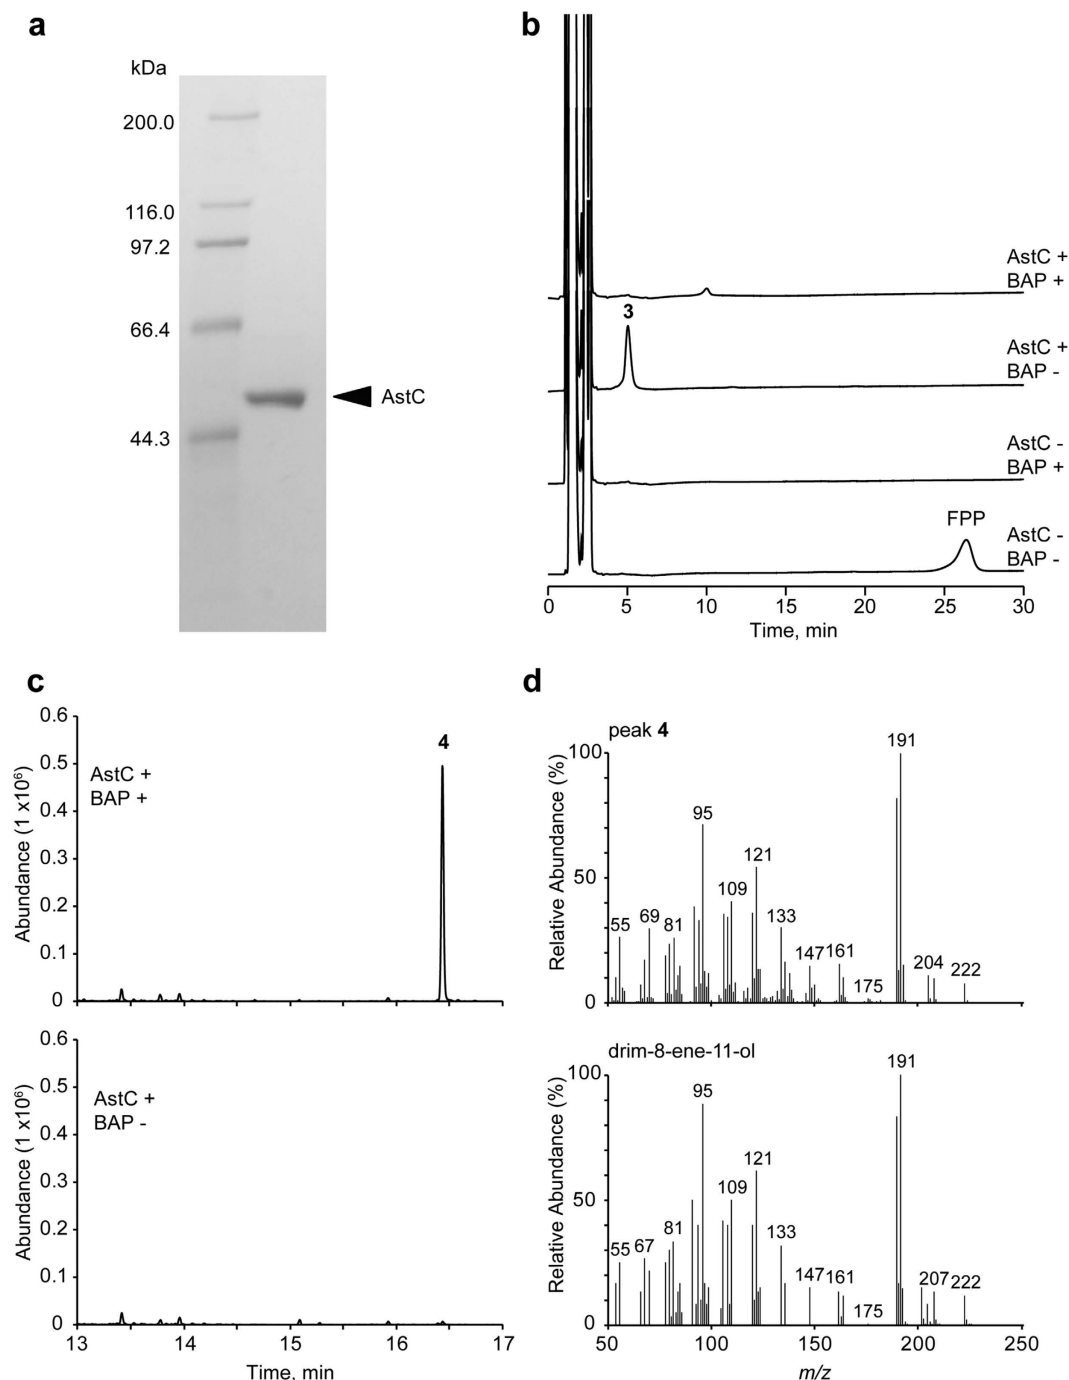 a
kDa
200.0
116.0
97.2
66.4
44.3
AstC
b
AstC +
BAP +
3
AstC +
BAP -
AstC -
BAP +
FPP
AstC -
BAP -
0 5 10 15 20 25 30
Time, min
c
0.6
0.5
0.4
0.3
0.2
0.1
0
Abundance (1 x10⁶)
AstC +
BAP +
4
0.6
0.5
0.4
0.3
0.2
0.1
0
Abundance (1 x10⁶)
AstC +
BAP -
13 14 15 16 17
Time, min
d
peak 4
100
50
0
Relative Abundance (%)
55 69 81 95 109 121 133 147 161 175 191 204 222
drim-8-ene-11-ol
100
50
0
Relative Abundance (%)
55 67 81 95 109 121 133 147 161 175 191 207 222
50 100 150 200 250
m/z